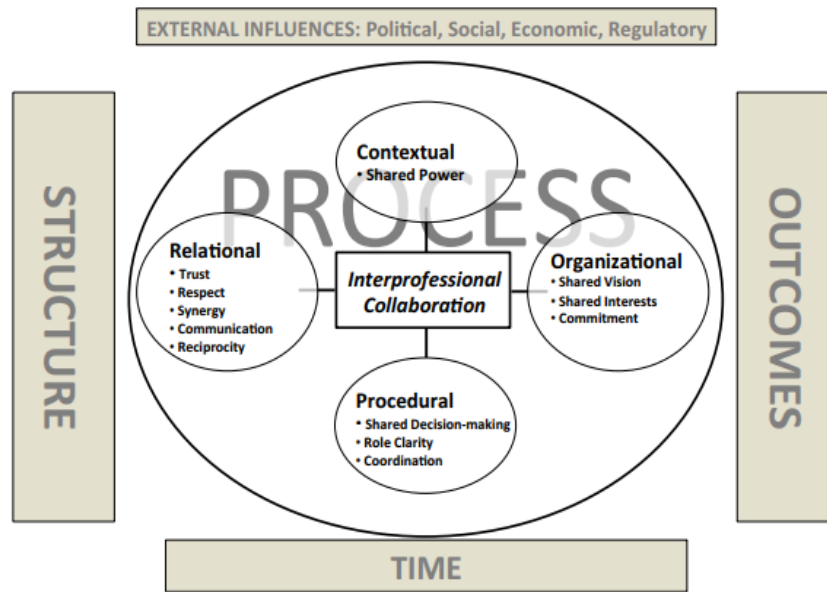 EXTERNAL INFLUENCES: Political, Social, Economic, Regulatory
STRUCTURE
PROCESS
Contextual
• Shared Power
Relational
• Trust
• Respect
• Synergy
• Communication
• Reciprocity
Interprofessional
Collaboration
Organizational
• Shared Vision
• Shared Interests
• Commitment
Procedural
• Shared Decision-making
• Role Clarity
• Coordination
OUTCOMES
TIME